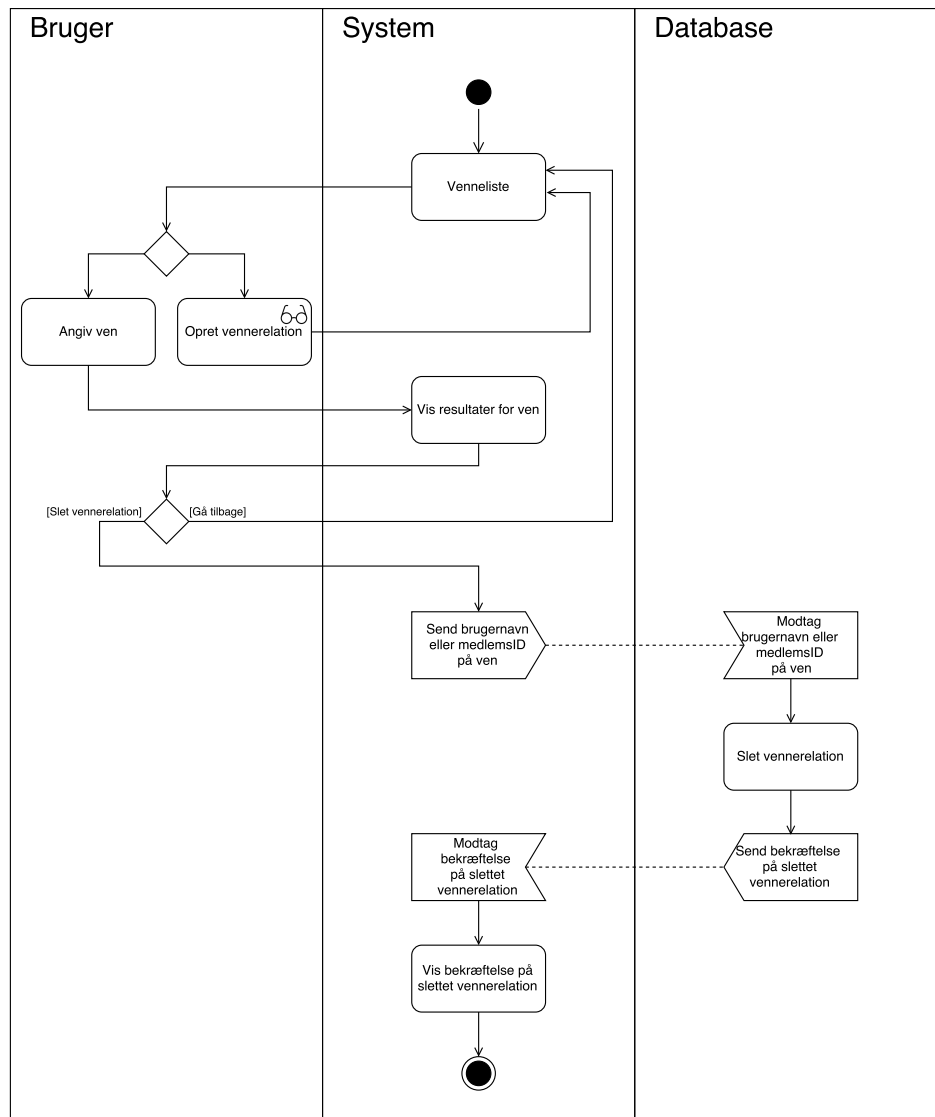 Bruger
System
Database
Venneliste
Angiv ven
Opret vennerelation
Vis resultater for ven
[Slet vennerelation]
[Gå tilbage]
Send brugernavn
eller medlemsID
på ven
Modtag
brugernavn eller
medlemsID
på ven
Slet vennerelation
Modtag
bekræftelse
på slettet
vennerelation
Send bekræftelse
på slettet
vennerelation
Vis bekræftelse på
slettet vennerelation